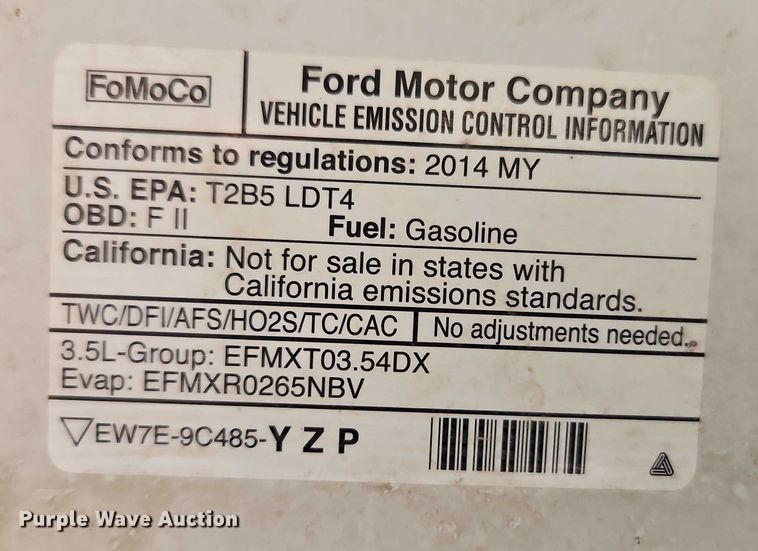 FoMoCo
Ford Motor Company
VEHICLE EMISSION CONTROL INFORMATION
Conforms to regulations: 2014 MY
U.S. EPA: T2B5 LDT4
OBD: F II Fuel: Gasoline
California: Not for sale in states with
California emissions standards.
TWC/DFI/AFS/HO2S/TC/CAC No adjustments needed.
3.5L-Group: EFMXT03.54DX
Evap: EFMXR0265NBV
EW7E-9C485-Y Z P
Purple Wave Auction